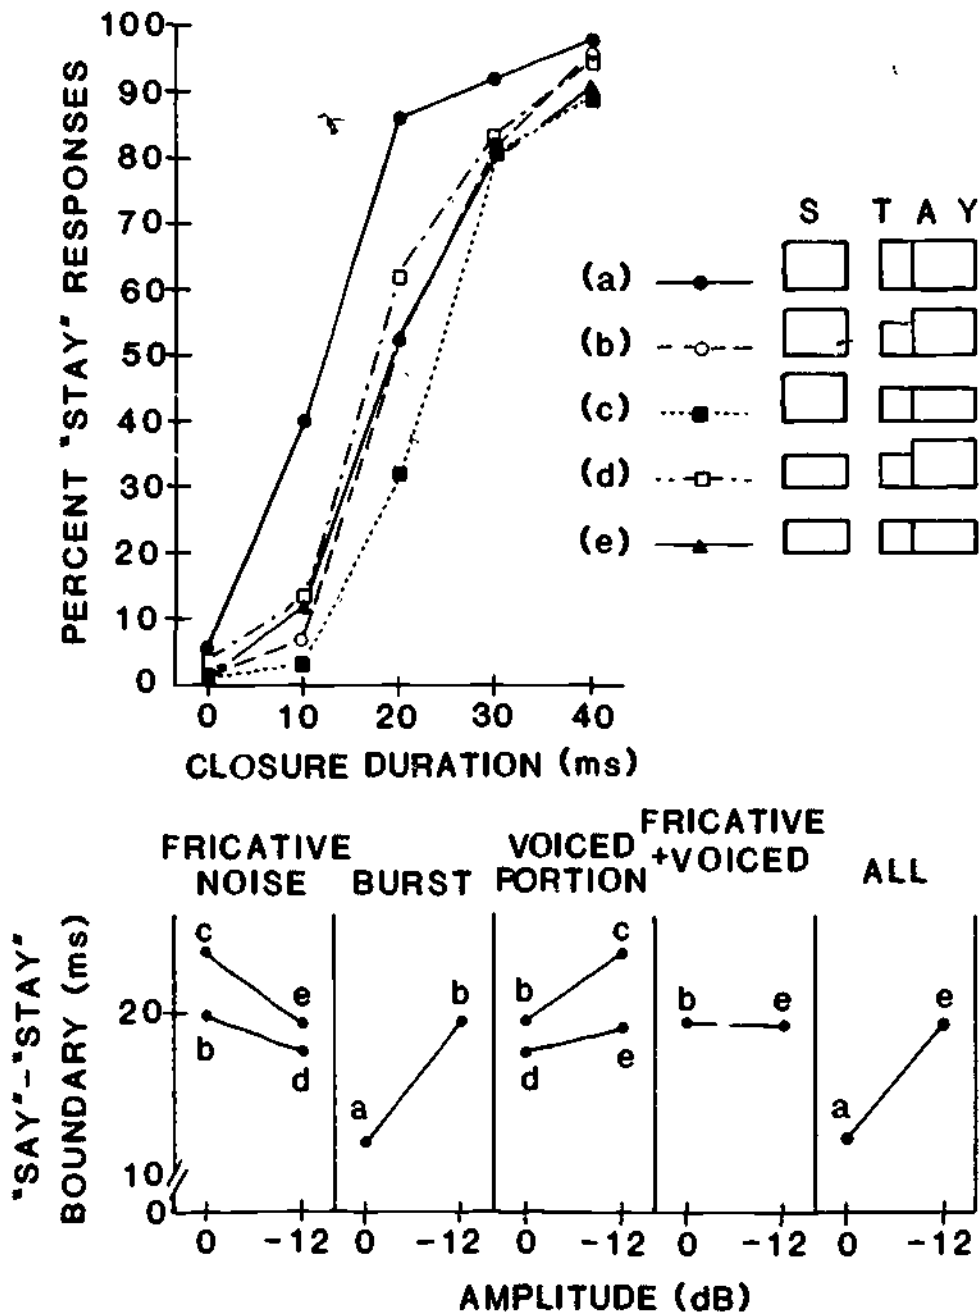 PERCENT "STAY" RESPONSES
100
90
80
70
60
50
40
30
20
10
0
0 10 20 30 40
CLOSURE DURATION (ms)
S T A Y
(a)
(b)
(c)
(d)
(e)
FRICATIVE NOISE
BURST
VOICED PORTION
FRICATIVE +VOICED
ALL
"SAY"-"STAY"
BOUNDARY (ms)
20
10
0
c
e
b
d
a
b
b
c
d
e
b
e
a
e
0 -12 0 -12 0 -12 0 -12 0 -12
AMPLITUDE (dB)